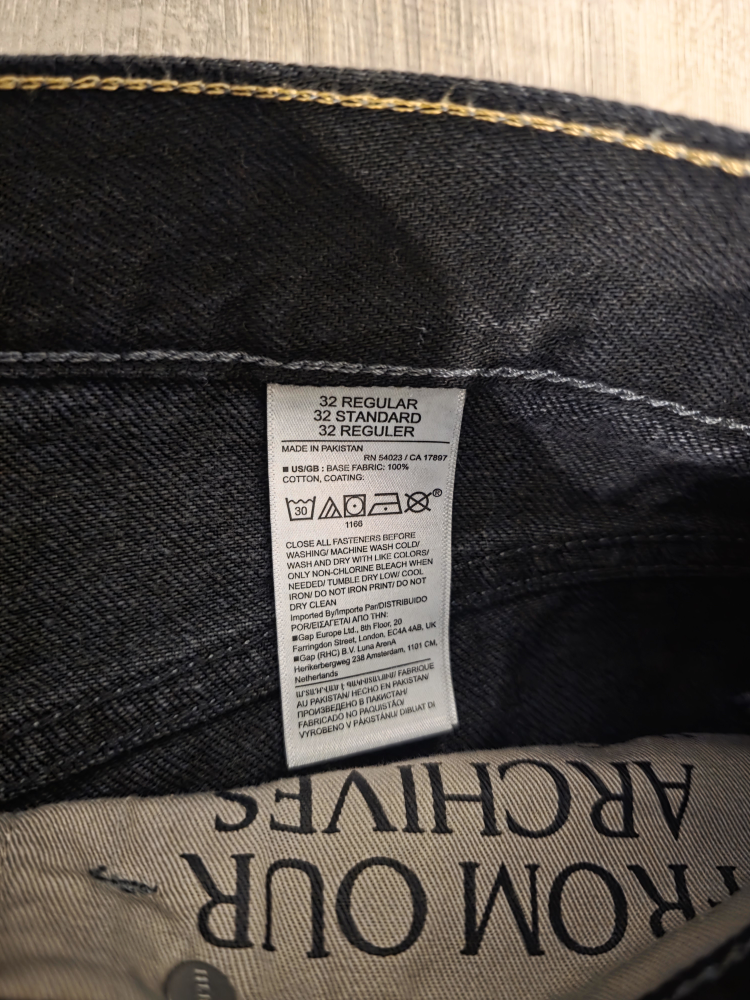 32 REGULAR
32 STANDARD
32 REGULER
MADE IN PAKISTAN
RN 54023 / CA 17897
■ US/GB : BASE FABRIC: 100%
COTTON, COATING:
30
®
1166
CLOSE ALL FASTENERS BEFORE
WASHING/ MACHINE WASH COLD/
WASH AND DRY WITH LIKE COLORS/
ONLY NON-CHLORINE BLEACH WHEN
NEEDED/ TUMBLE DRY LOW/ COOL
IRON/ DO NOT IRON PRINT/ DO NOT
DRY CLEAN
Imported By/Importe Par/DISTRIBUIDO
POR/ΕΙΣΑΓΕΤΑΙ ΑΠΟ ΤΗΝ:
■Gap Europe Ltd., 8th Floor, 20
Farringdon Street, London, EC4A 4AB, UK
■Gap (RHC) B.V. Luna ArenA
Herikerbergweg 238 Amsterdam, 1101 CM,
Netherlands
FABRIQUÉ
AU PAKISTAN/ HECHO EN PAKISTAN/
ПРОИЗВЕДЕНО В ПАКИСТАН/
FABRICADO NO PAQUISTÃO/
VYROBENO V PÁKISTÁNU/ DIBUAT DI
FROM OUR
ARCHIVES